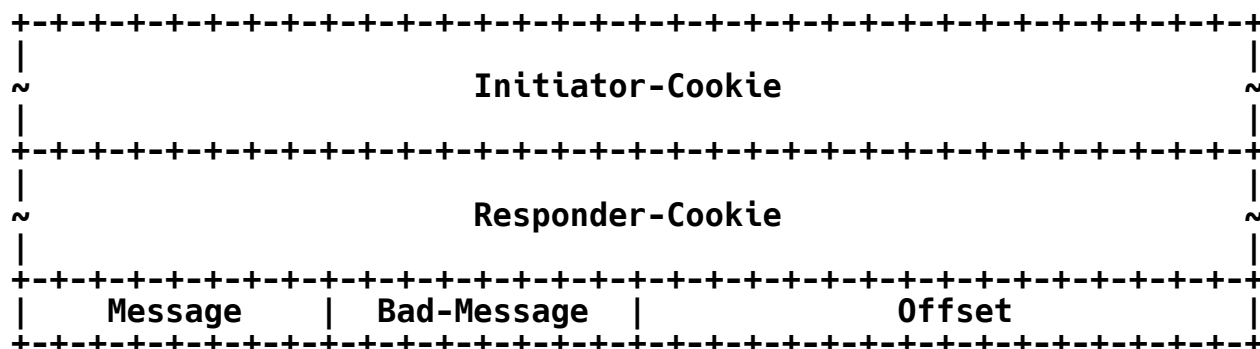 +-+-+-+-+-+-+-+-+-+-+-+-+-+-+-+-+-+-+-+-+-+-+-+-+-+-+-+-+-+-+-+-+
|                                                               |
~                       Initiator-Cookie                        ~
|                                                               |
+-+-+-+-+-+-+-+-+-+-+-+-+-+-+-+-+-+-+-+-+-+-+-+-+-+-+-+-+-+-+-+-+
|                                                               |
~                       Responder-Cookie                        ~
|                                                               |
+-+-+-+-+-+-+-+-+-+-+-+-+-+-+-+-+-+-+-+-+-+-+-+-+-+-+-+-+-+-+-+-+
|    Message    |  Bad-Message  |             Offset            |
+-+-+-+-+-+-+-+-+-+-+-+-+-+-+-+-+-+-+-+-+-+-+-+-+-+-+-+-+-+-+-+-+